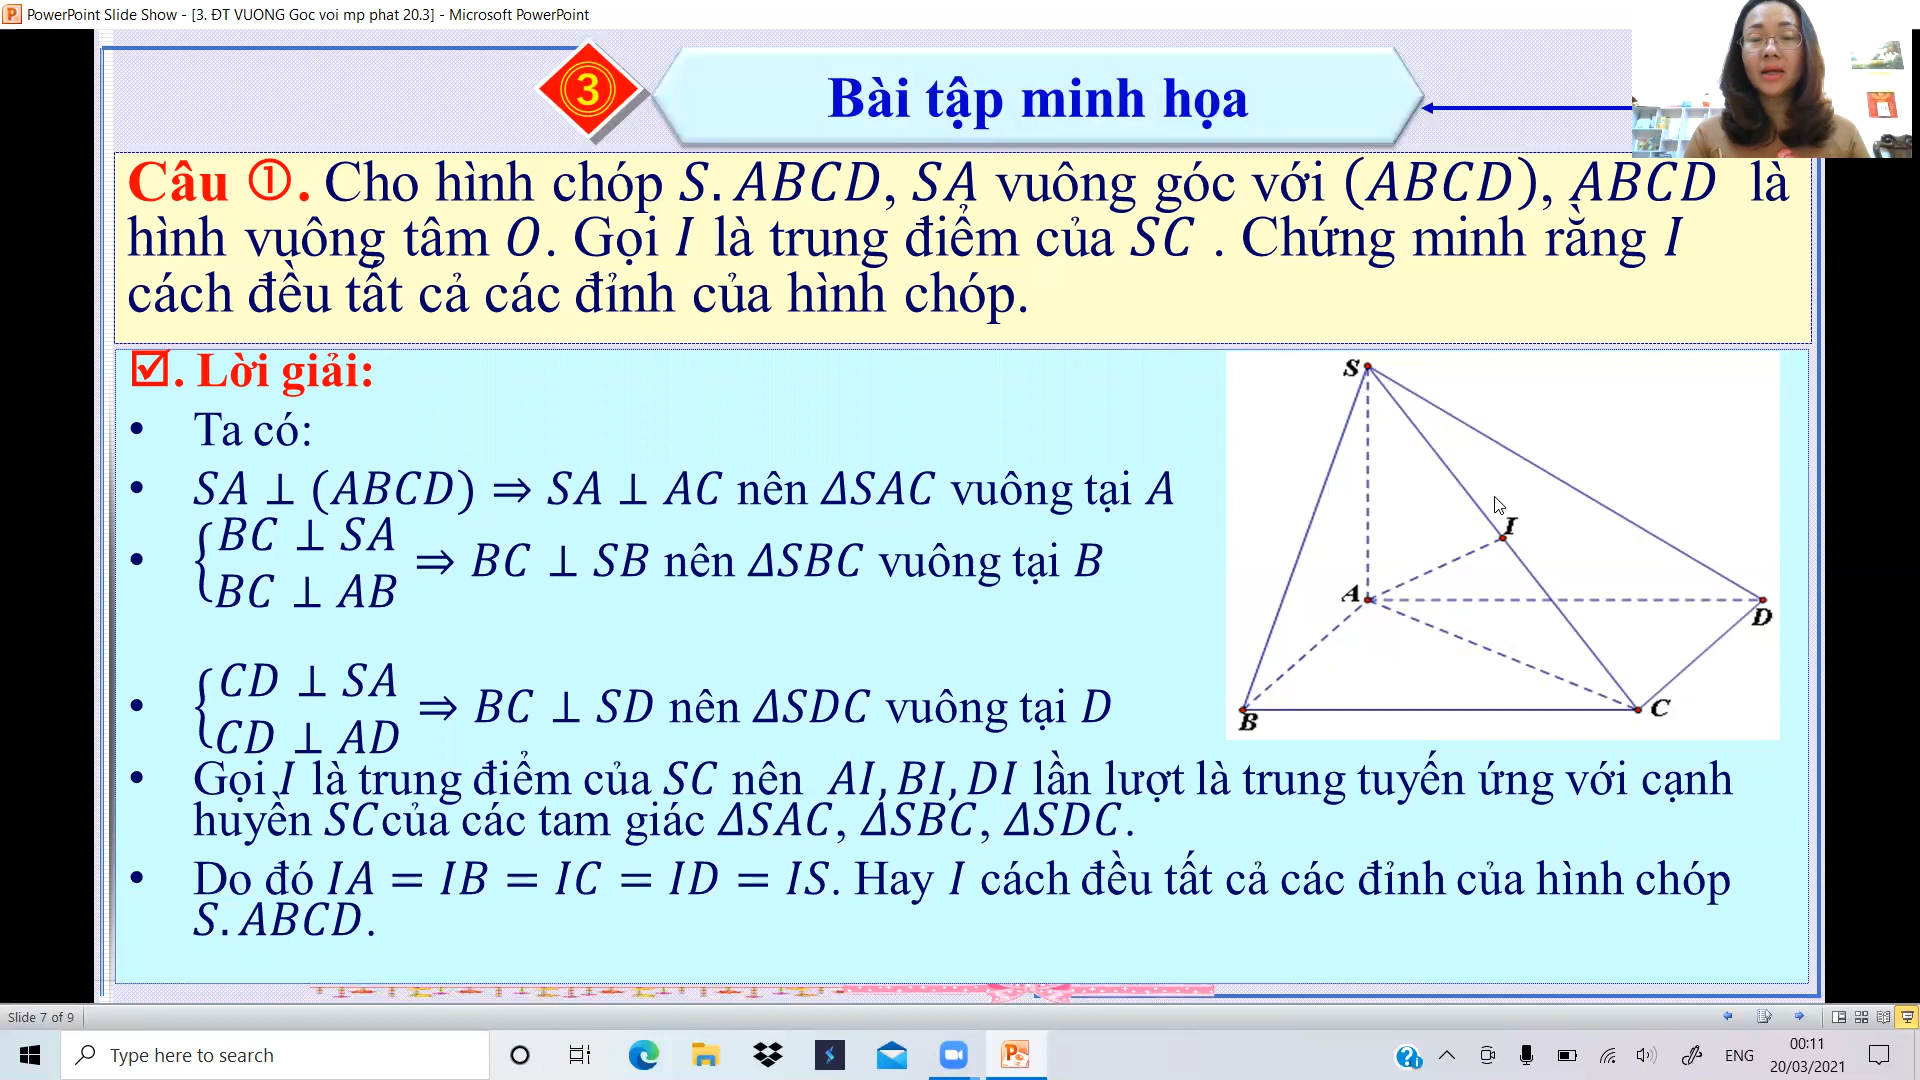 PowerPoint Slide Show - [3. ĐT VUONG Goc voi mp phat 20.3] - Microsoft PowerPoint
3
Bài tập minh họa
Câu ①. Cho hình chóp S.ABCD, SA vuông góc với (ABCD), ABCD là
hình vuông tâm O. Gọi I là trung điểm của SC . Chứng minh rằng I
cách đều tất cả các đỉnh của hình chóp.
☑. Lời giải:
• Ta có:
• SA ⊥ (ABCD) ⇒ SA ⊥ AC nên ΔSAC vuông tại A
• {BC ⊥ SA
BC ⊥ AB ⇒ BC ⊥ SB nên ΔSBC vuông tại B
• {CD ⊥ SA
CD ⊥ AD ⇒ BC ⊥ SD nên ΔSDC vuông tại D
• Gọi I là trung điểm của SC nên AI, BI, DI lần lượt là trung tuyến ứng với cạnh
huyền SCcủa các tam giác ΔSAC, ΔSBC, ΔSDC.
• Do đó IA = IB = IC = ID = IS. Hay I cách đều tất cả các đỉnh của hình chóp
S.ABCD.
S
I
A
D
B
C
Slide 7 of 9
Type here to search
ENG
00:11
20/03/2021